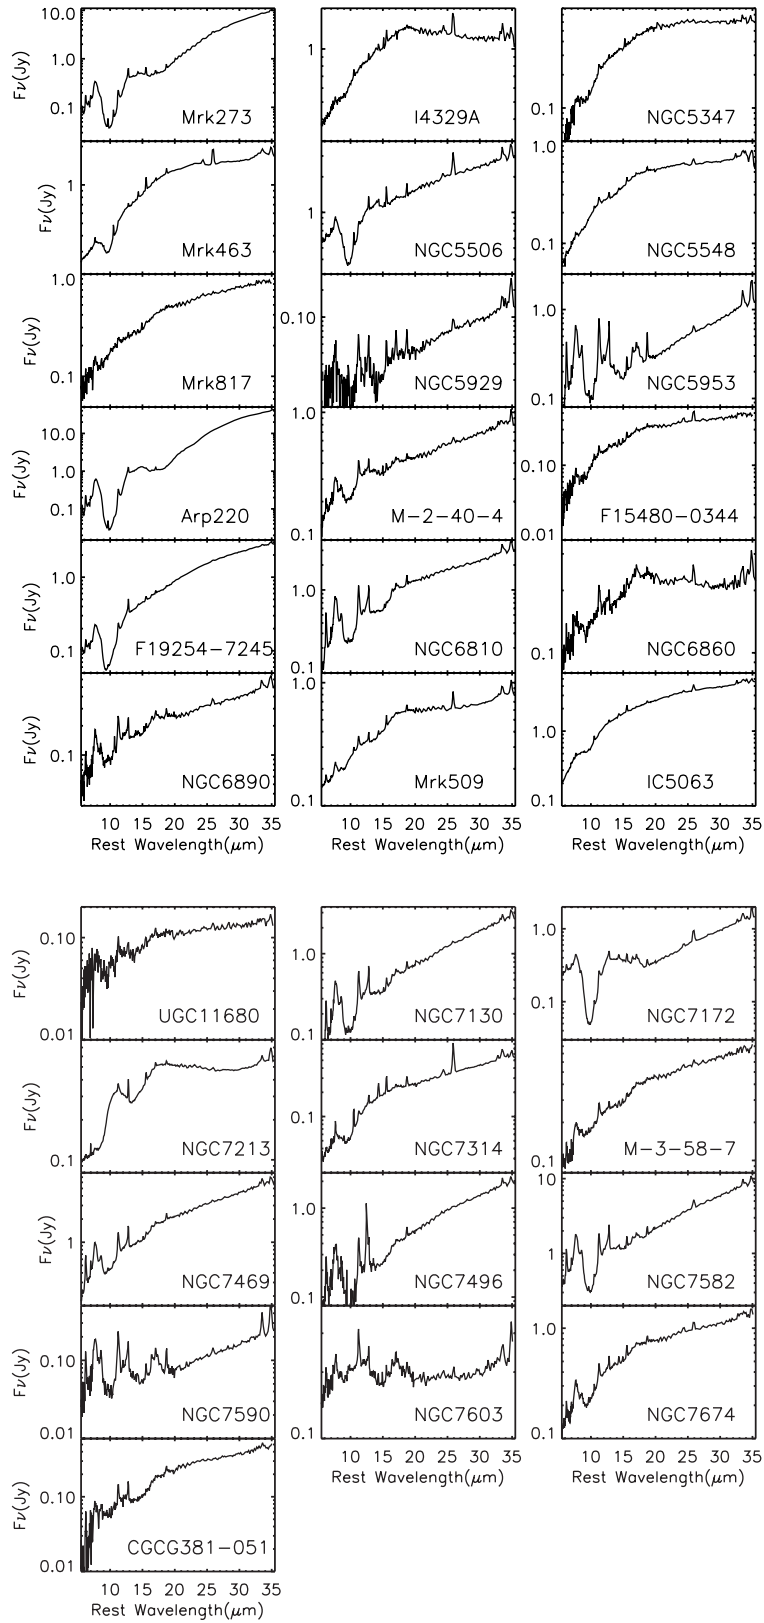 10.0
1.0
0.1
Fν(Jy)
Mrk273
1
I4329A
0.1
NGC5347
1
Fν(Jy)
Mrk463
1
NGC5506
1.0
0.1
NGC5548
1.0
0.1
Fν(Jy)
Mrk817
0.10
NGC5929
1.0
0.1
NGC5953
10.0
1.0
0.1
Fν(Jy)
Arp220
1.0
0.1
M-2-40-4
0.10
0.01
F15480-0344
1.0
0.1
Fν(Jy)
F19254-7245
1.0
0.1
NGC6810
0.1
NGC6860
0.1
Fν(Jy)
NGC6890
1.0
0.1
Mrk509
1.0
0.1
IC5063
10 15 20 25 30 35
10 15 20 25 30 35
10 15 20 25 30 35
Rest Wavelength(μm)
Rest Wavelength(μm)
Rest Wavelength(μm)
0.10
0.01
Fν(Jy)
UGC11680
1.0
0.1
NGC7130
1.0
0.1
NGC7172
0.1
Fν(Jy)
NGC7213
0.1
NGC7314
0.1
M-3-58-7
1
Fν(Jy)
NGC7469
1.0
0.1
NGC7496
10
1
NGC7582
0.10
0.01
Fν(Jy)
NGC7590
0.1
NGC7603
1.0
0.1
NGC7674
10 15 20 25 30 35
10 15 20 25 30 35
Rest Wavelength(μm)
Rest Wavelength(μm)
0.10
0.01
Fν(Jy)
CGCG381-051
10 15 20 25 30 35
Rest Wavelength(μm)